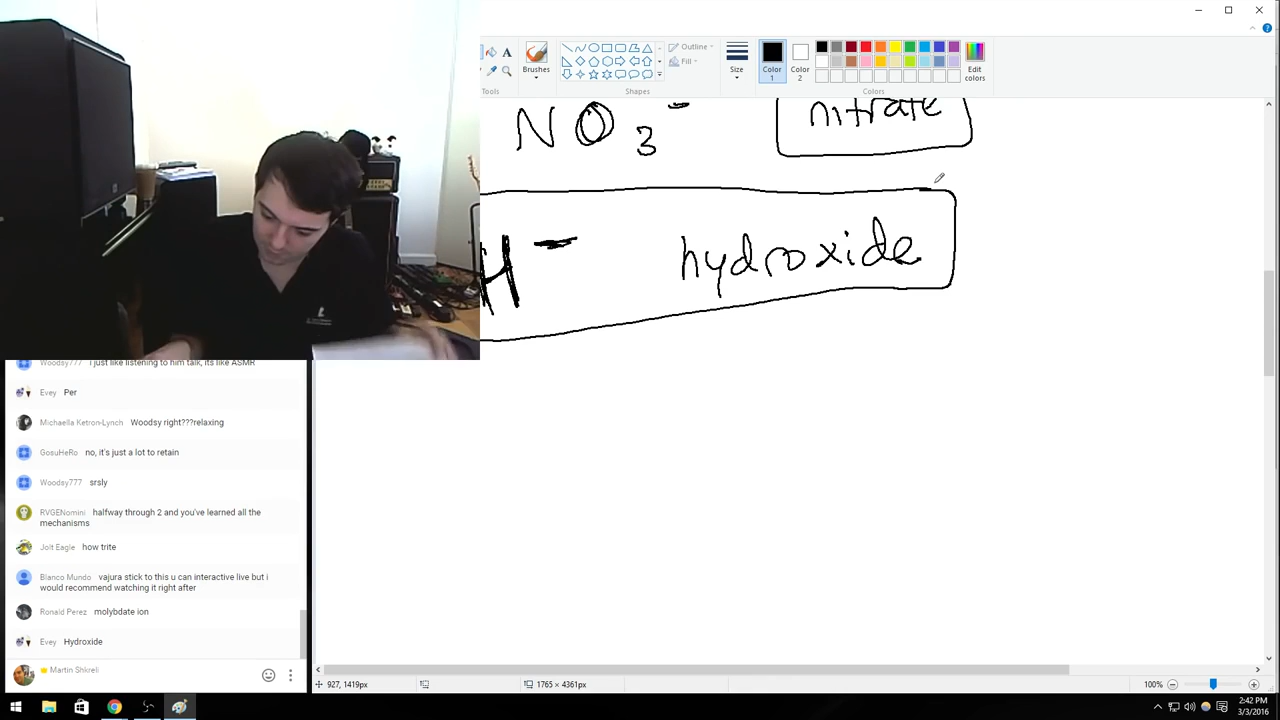 Outline
Fill
Tools
Brushes
Shapes
Size
Color 1
Color 2
Edit colors
Colors
NO3-
nitrate
H-
hydroxide
Woodsy777 i just like listening to him talk, its like ASMR
Evey Per
Michaella Ketron-Lynch Woodsy right???relaxing
GosuHeRo no, it's just a lot to retain
Woodsy777 srsly
RVGENomini halfway through 2 and you've learned all the
mechanisms
Jolt Eagle how trite
Blanco Mundo vajura stick to this u can interactive live but i
would recommend watching it right after
Ronald Perez molybdate ion
Evey Hydroxide
Martin Shkreli
927, 1419px
1765 × 4361px
100%
2:42 PM
3/3/2016